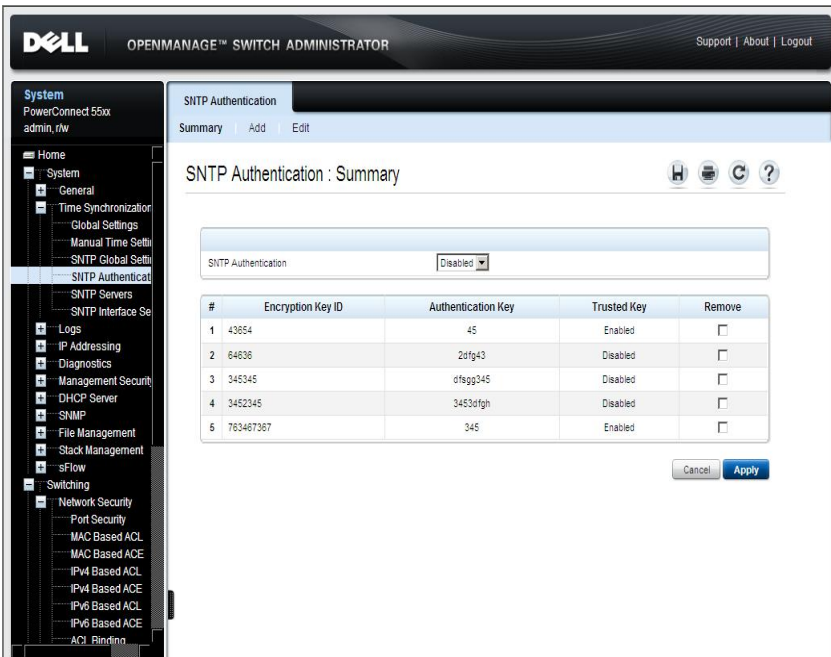 DELL OPENMANAGE™ SWITCH ADMINISTRATOR Support | About | Logout
System
PowerConnect 55xx
admin, r/w
Home
System
General
Time Synchronization
Global Settings
Manual Time Settin
SNTP Global Settin
SNTP Authenticat
SNTP Servers
SNTP Interface Se
Logs
IP Addressing
Diagnostics
Management Securit
DHCP Server
SNMP
File Management
Stack Management
sFlow
Switching
Network Security
Port Security
MAC Based ACL
MAC Based ACE
IPv4 Based ACL
IPv4 Based ACE
IPv6 Based ACL
IPv6 Based ACE
ACL Binding
SNTP Authentication
Summary Add Edit
SNTP Authentication : Summary
SNTP Authentication Disabled
# Encryption Key ID Authentication Key Trusted Key Remove
1 43654 45 Enabled
2 64636 2dfg43 Disabled
3 345345 dfsgg345 Disabled
4 3452345 3453dfgh Disabled
5 763467367 345 Enabled
Cancel Apply